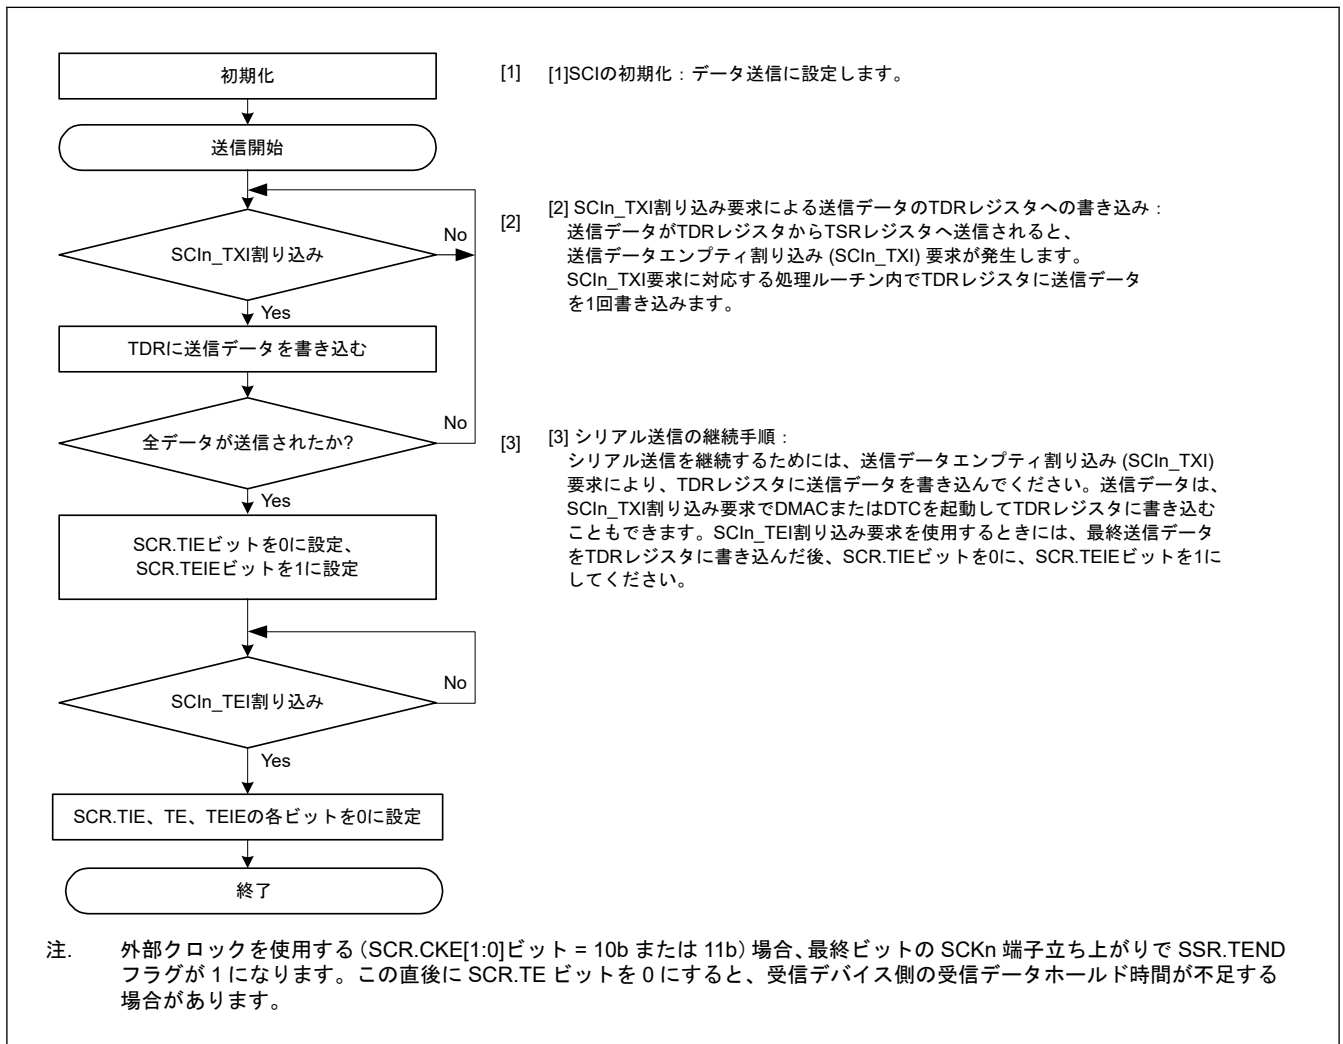 初期化
[1] [1]SCIの初期化：データ送信に設定します。
送信開始
SCIn_TXI割り込み
No
Yes
[2] [2] SCIn_TXI割り込み要求による送信データのTDRレジスタへの書き込み：
送信データがTDRレジスタからTSRレジスタへ送信されると、
送信データエンプティ割り込み (SCIn_TXI) 要求が発生します。
SCIn_TXI要求に対応する処理ルーチン内でTDRレジスタに送信データ
を1回書き込みます。
TDRに送信データを書き込む
全データが送信されたか?
No
Yes
[3] [3] シリアル送信の継続手順：
シリアル送信を継続するためには、送信データエンプティ割り込み (SCIn_TXI)
要求により、TDRレジスタに送信データを書き込んでください。送信データは、
SCIn_TXI割り込み要求でDMACまたはDTCを起動してTDRレジスタに書き込む
こともできます。SCIn_TEI割り込み要求を使用するときには、最終送信データ
をTDRレジスタに書き込んだ後、SCR.TIEビットを0に、SCR.TEIEビットを1に
してください。
SCR.TIEビットを0に設定、
SCR.TEIEビットを1に設定
SCIn_TEI割り込み
No
Yes
SCR.TIE、TE、TEIEの各ビットを0に設定
終了
注. 外部クロックを使用する（SCR.CKE[1:0]ビット = 10b または 11b）場合、最終ビットの SCKn 端子立ち上がりで SSR.TEND
フラグが 1 になります。この直後に SCR.TE ビットを 0 にすると、受信デバイス側の受信データホールド時間が不足する
場合があります。